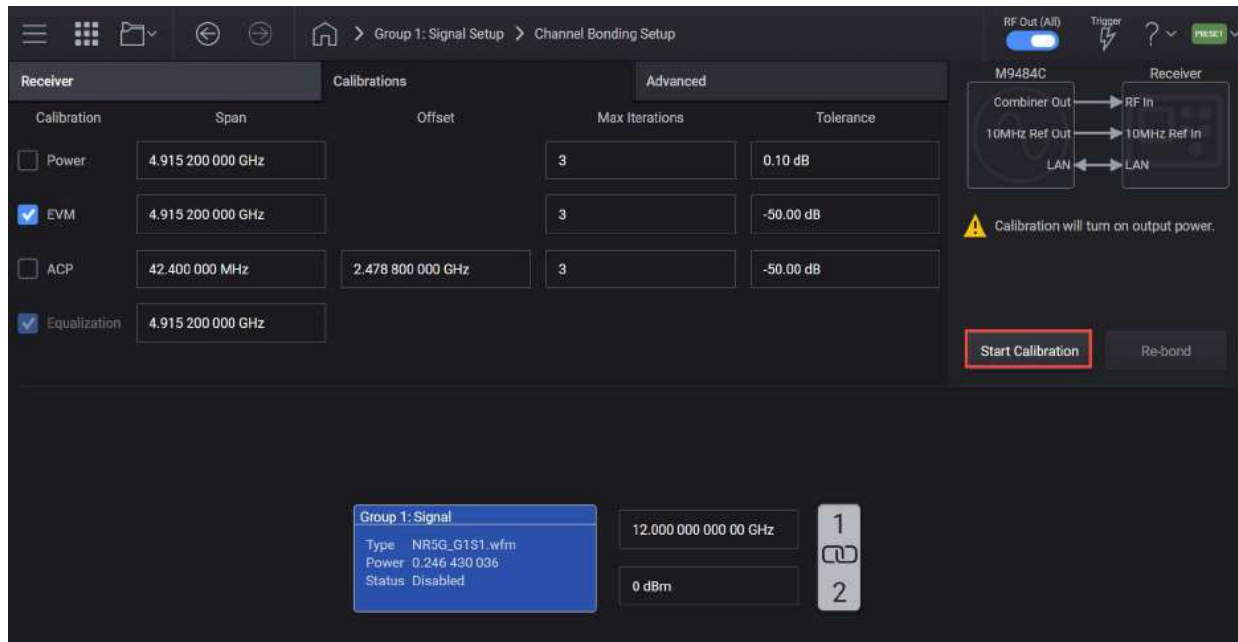 Group 1: Signal Setup > Channel Bonding Setup
RF Out (All)
Trigger
?
PRESET
Receiver
Calibrations
Advanced
Calibration Span Offset Max Iterations Tolerance
Power 4.915 200 000 GHz 3 0.10 dB
EVM 4.915 200 000 GHz 3 -50.00 dB
ACP 42.400 000 MHz 2.478 800 000 GHz 3 -50.00 dB
Equalization 4.915 200 000 GHz
M9484C Receiver
Combiner Out RF In
10MHz Ref Out 10MHz Ref In
LAN LAN
Calibration will turn on output power.
Start Calibration Re-bond
Group 1: Signal
Type NR5G_G1S1.wfm
Power 0.246 430 036
Status Disabled
12.000 000 000 00 GHz
0 dBm
1
2